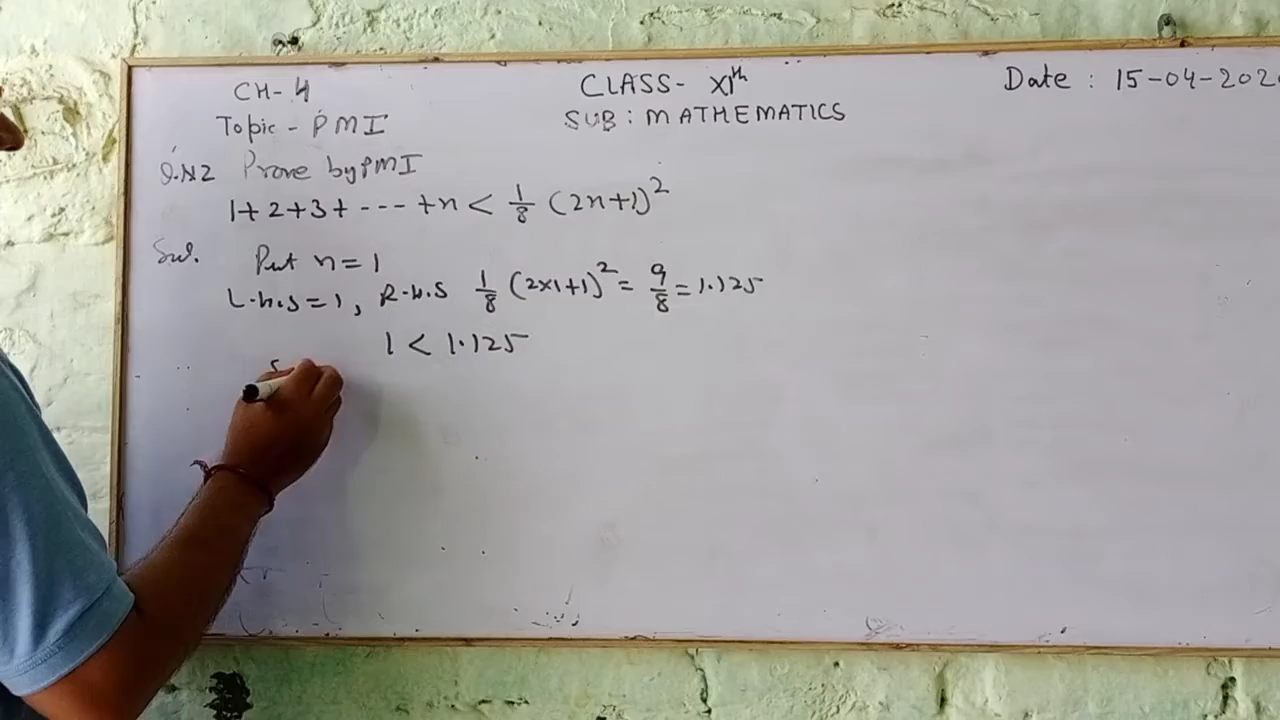 CH- 4
CLASS- XIth
Date : 15-04-202
Topic - PMI
SUB : MATHEMATICS
Q.N2 Prove by PMI
1+2+3+ --- +n < 1/8 (2n+1)²
Sol. Put n=1
L.H.S=1, R.H.S 1/8 (2×1+1)² = 9/8 = 1.125
1 < 1.125